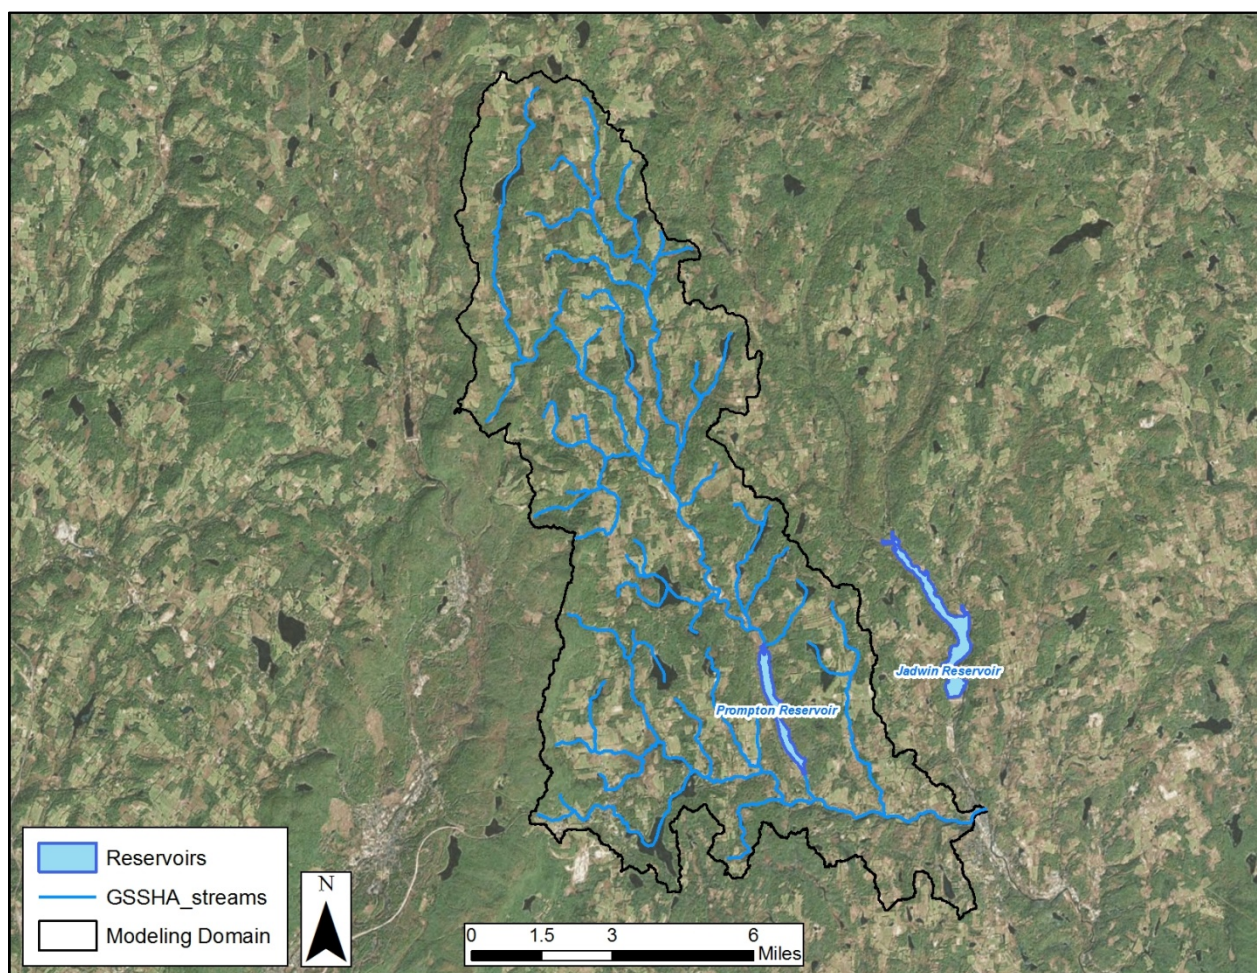 Jadwin Reservoir
Prompton Reservoir
Reservoirs
GSSHA_streams
Modeling Domain
N
0 1.5 3 6
Miles